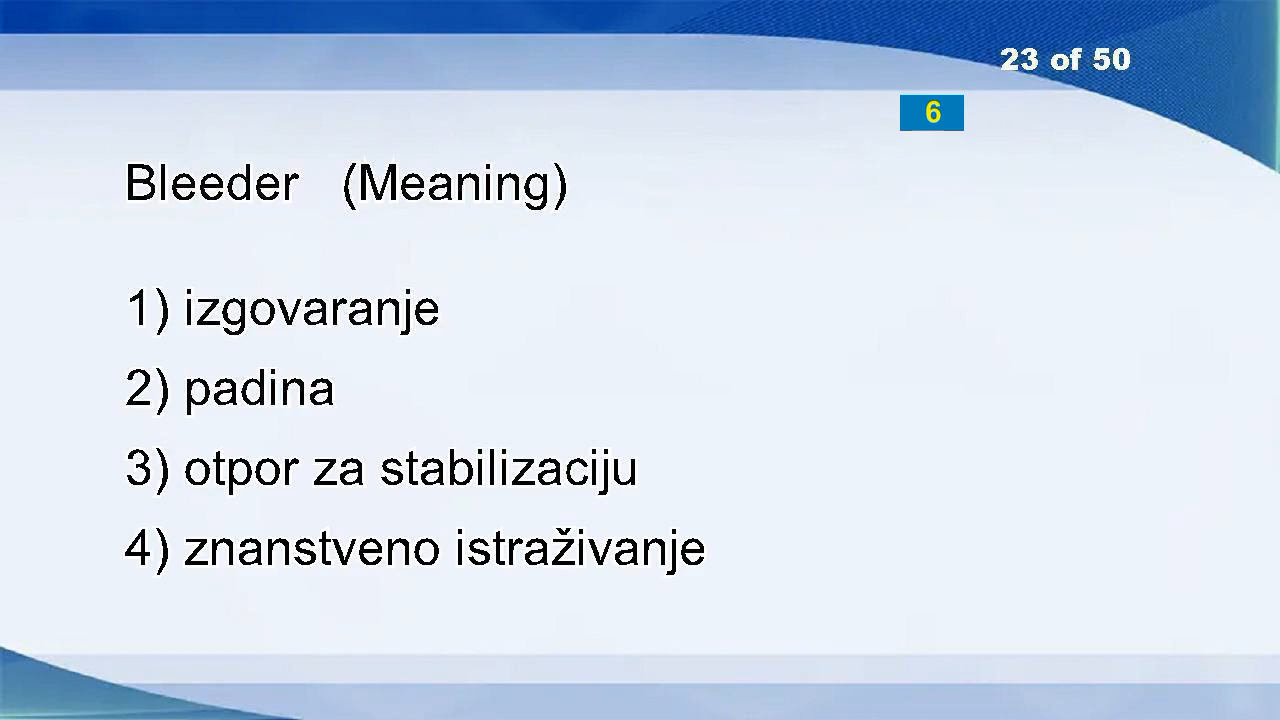 23 of 50
6
Bleeder (Meaning)
1) izgovaranje
2) padina
3) otpor za stabilizaciju
4) znanstveno istraživanje